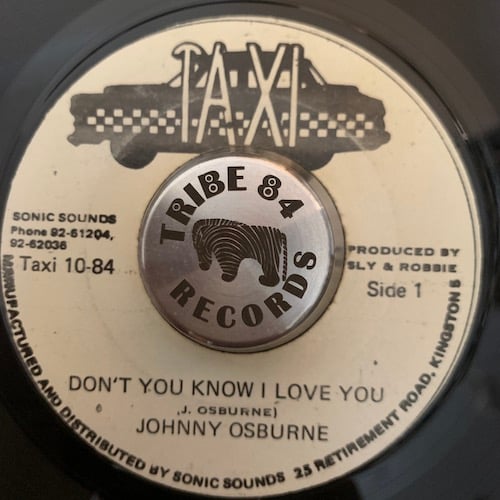 TAXI
TRIBE 84
RECORDS
SONIC SOUNDS
Phone 92-61204,
92-62036
Taxi 10-84
PRODUCED BY
SLY & ROBBIE
Side 1
DON'T YOU KNOW I LOVE YOU
(J. OSBURNE)
JOHNNY OSBURNE
MANUFACTURED AND DISTRIBUTED BY SONIC SOUNDS 25 RETIREMENT ROAD, KINGSTON 5